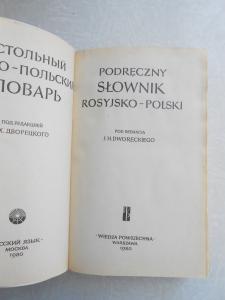 СТОЛЬНЫЙ
О-ПОЛЬСКИЙ
ЛОВАРЬ
ПОД РЕДАКЦИЕЙ
Х. ДВОРЕЦКОГО
ССКИЙ ЯЗЫК·
МОСКВА
1980
PODRĘCZNY
SŁOWNIK
ROSYJSKO-POLSKI
POD REDAKCJĄ
J. H. DWORECKIEGO
·WIEDZA POWSZECHNA·
WARSZAWA
1980